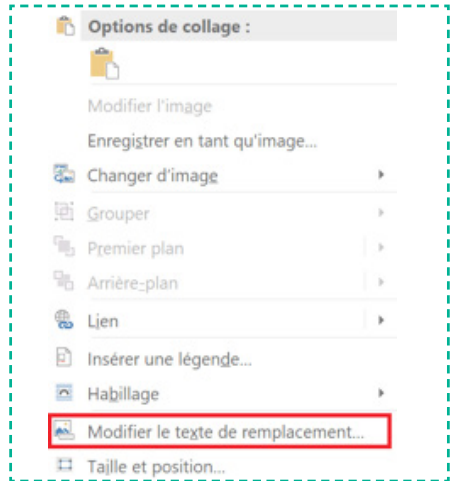 Options de collage :
Modifier l'image
Enregistrer en tant qu'image...
Changer d'image
Grouper
Premier plan
Arrière-plan
Lien
Insérer une légende...
Habillage
Modifier le texte de remplacement...
Taille et position...